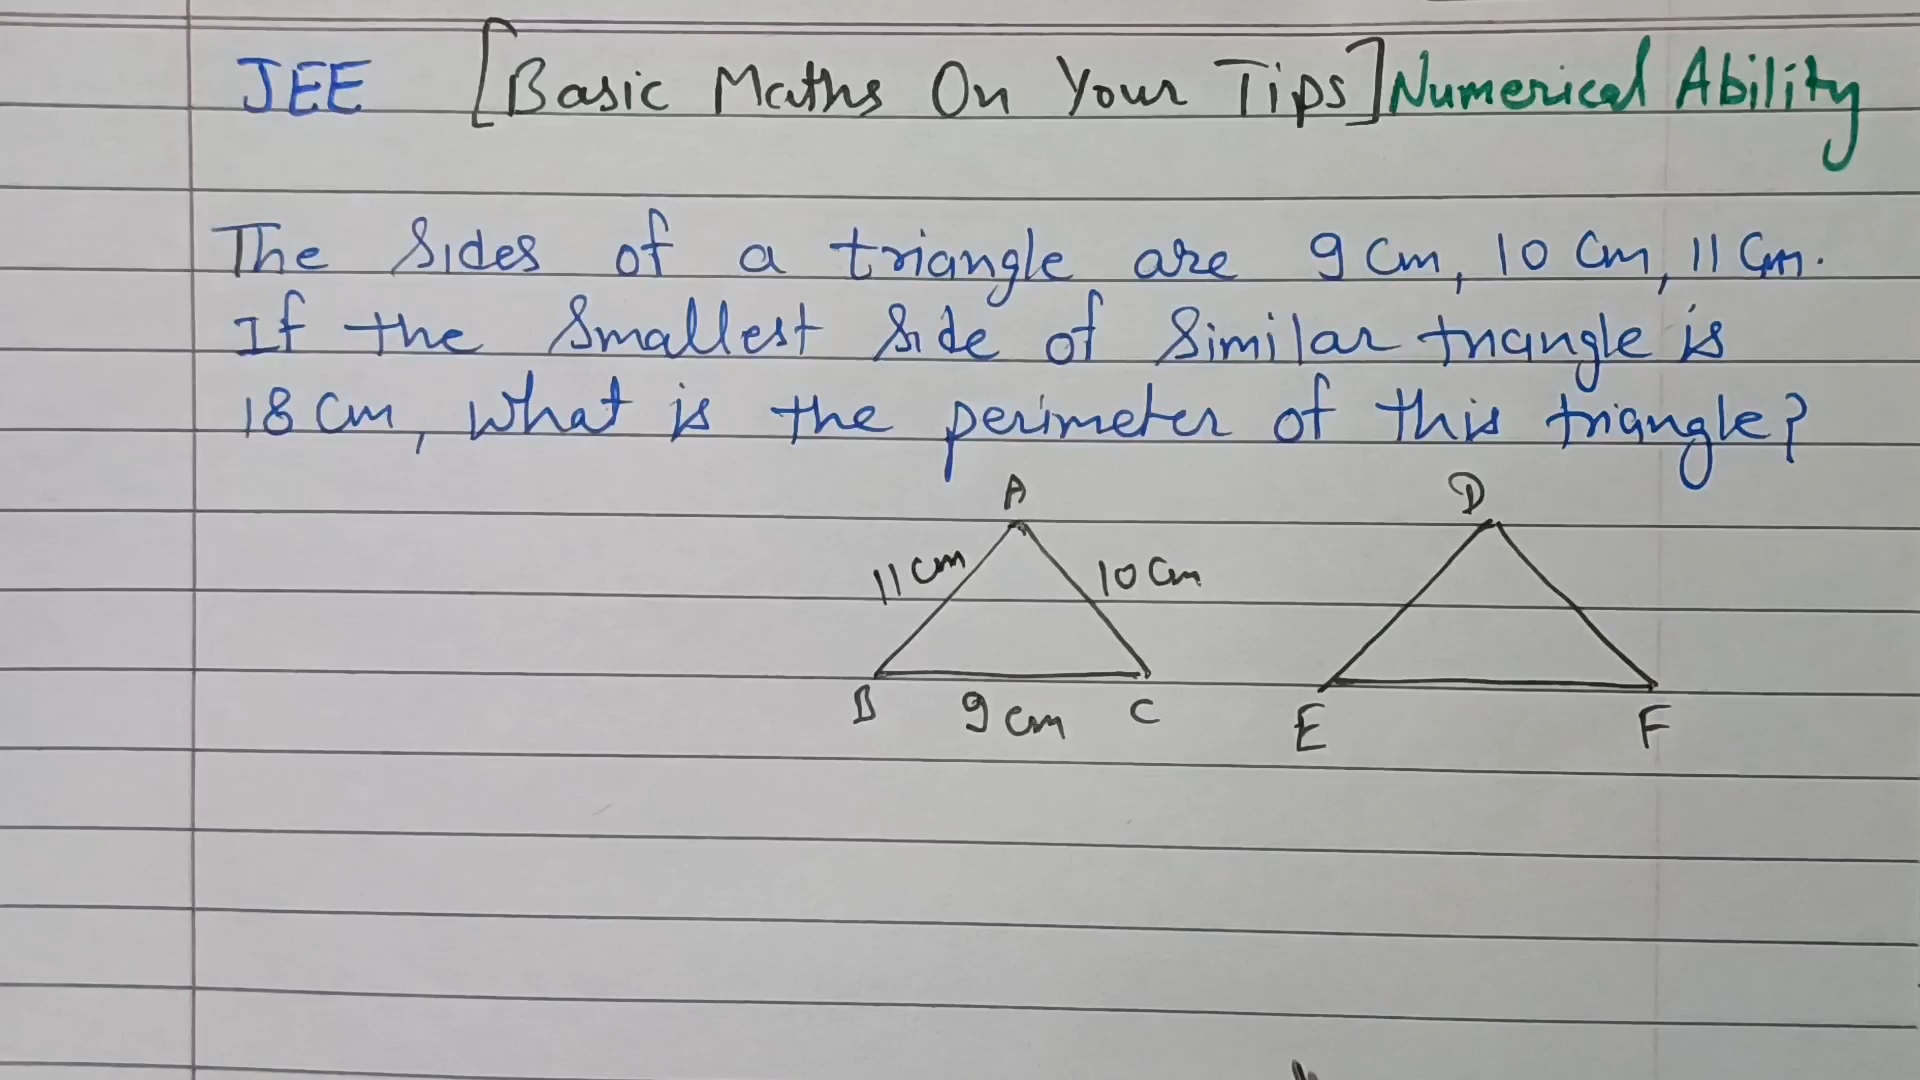 JEE [Basic Maths On Your Tips] Numerical Ability
The Sides of a triangle are 9 Cm, 10 Cm, 11 Cm.
If the Smallest Side of Similar triangle is
18 Cm, What is the perimeter of this triangle?
A D
11 cm 10 Cm
B 9 cm C E F